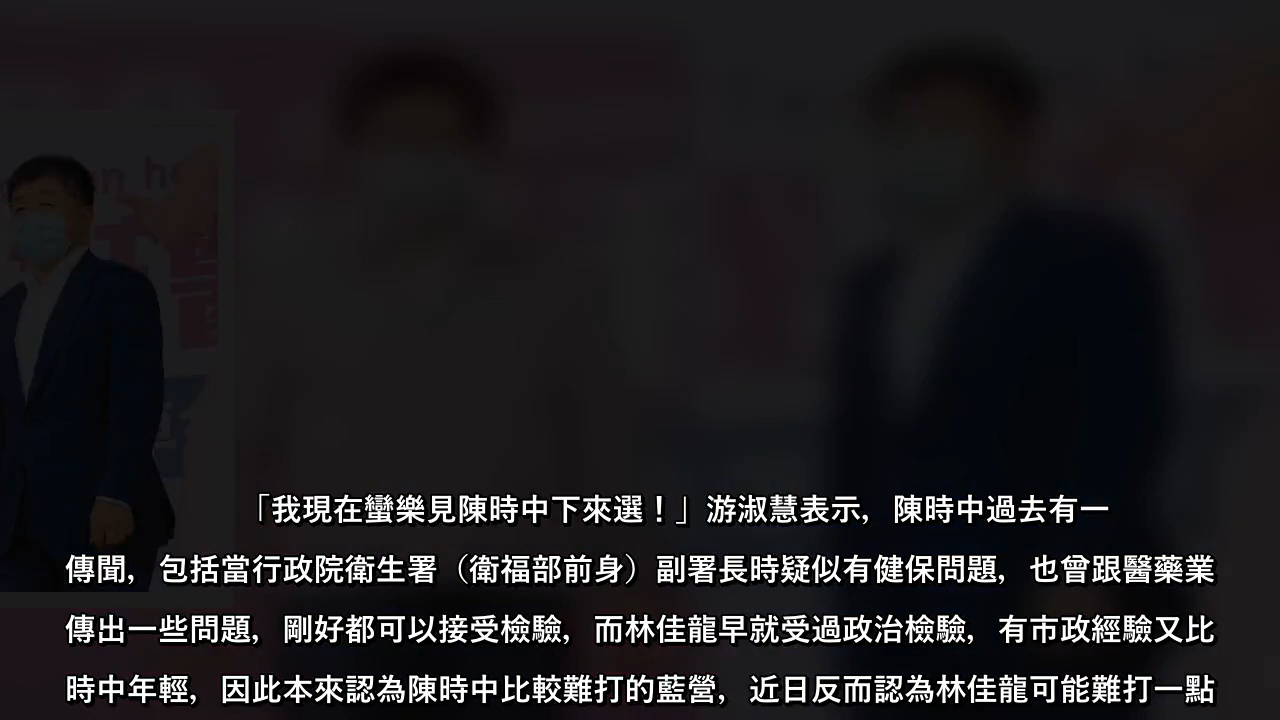 「我現在蠻樂見陳時中下來選！」游淑慧表示，陳時中過去有一
傳聞，包括當行政院衛生署（衛福部前身）副署長時疑似有健保問題，也曾跟醫藥業
傳出一些問題，剛好都可以接受檢驗，而林佳龍早就受過政治檢驗，有市政經驗又比
時中年輕，因此本來認為陳時中比較難打的藍營，近日反而認為林佳龍可能難打一點